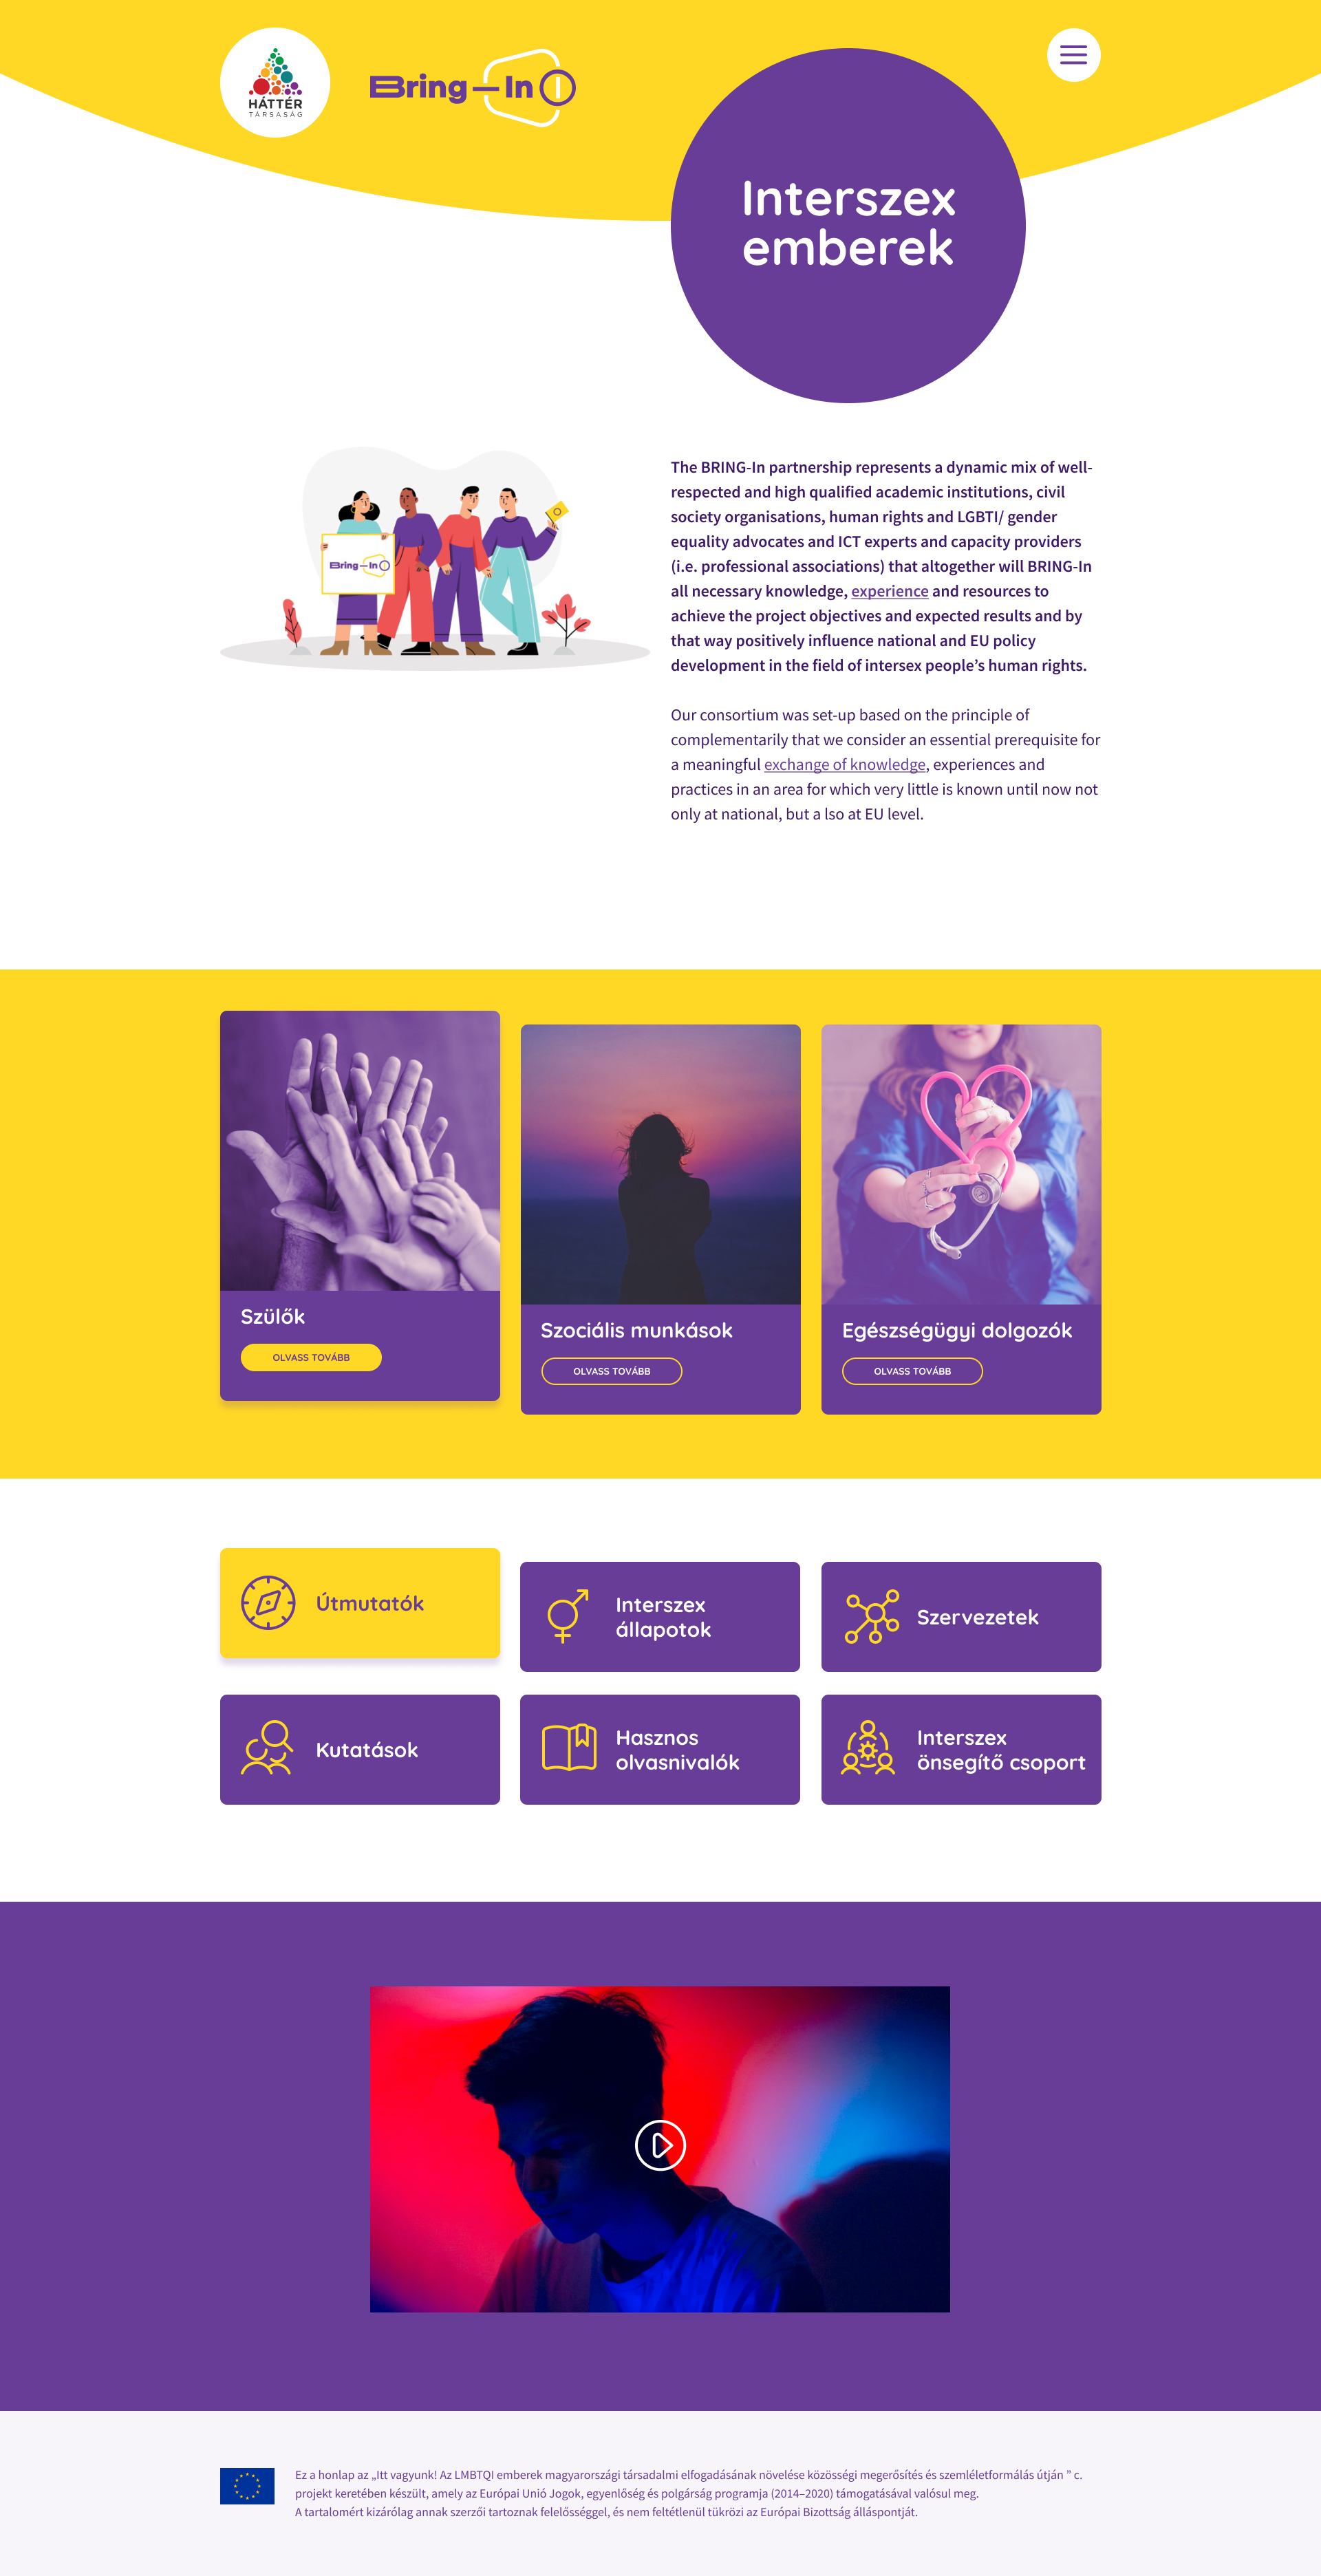 HÁTTÉR
TÁRSASÁG
Bring–In
Interszex
emberek
The BRING-In partnership represents a dynamic mix of well-
respected and high qualified academic institutions, civil
society organisations, human rights and LGBTI/ gender
equality advocates and ICT experts and capacity providers
(i.e. professional associations) that altogether will BRING-In
all necessary knowledge, experience and resources to
achieve the project objectives and expected results and by
that way positively influence national and EU policy
development in the field of intersex people’s human rights.
Bring–In
Our consortium was set-up based on the principle of
complementarily that we consider an essential prerequisite for
a meaningful exchange of knowledge, experiences and
practices in an area for which very little is known until now not
only at national, but a lso at EU level.
Szülők
OLVASS TOVÁBB
Szociális munkások
OLVASS TOVÁBB
Egészségügyi dolgozók
OLVASS TOVÁBB
Útmutatók
Interszex
állapotok
Szervezetek
Kutatások
Hasznos
olvasnivalók
Interszex
önsegítő csoport
Ez a honlap az „Itt vagyunk! Az LMBTQI emberek magyarországi társadalmi elfogadásának növelése közösségi megerősítés és szemléletformálás útján ” c.
projekt keretében készült, amely az Európai Unió Jogok, egyenlőség és polgárság programja (2014–2020) támogatásával valósul meg.
A tartalomért kizárólag annak szerzői tartoznak felelősséggel, és nem feltétlenül tükrözi az Európai Bizottság álláspontját.